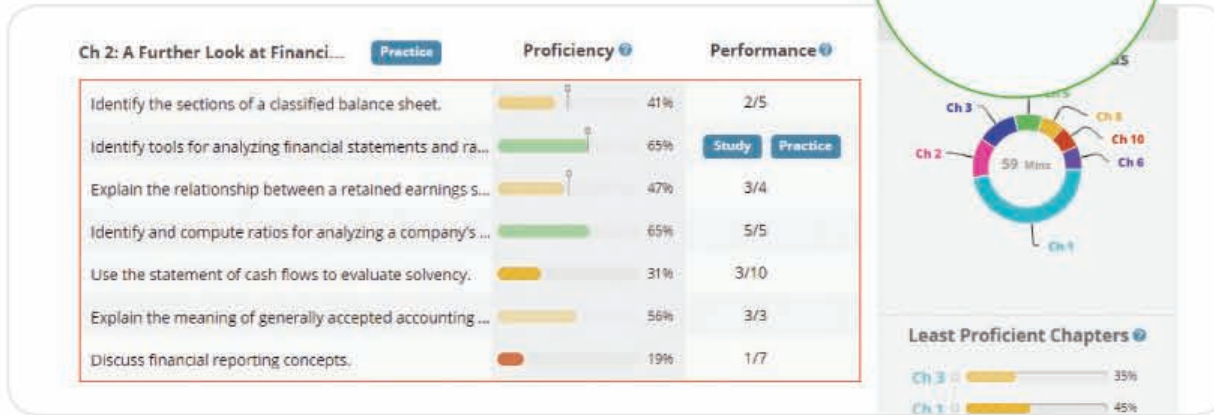 Ch 2: A Further Look at Financi... Practice Proficiency ? Performance ?
Identify the sections of a classified balance sheet. 41% 2/5
Identify tools for analyzing financial statements and ra... 65% Study Practice
Explain the relationship between a retained earnings s... 47% 3/4
Identify and compute ratios for analyzing a company's ... 65% 5/5
Use the statement of cash flows to evaluate solvency. 31% 3/10
Explain the meaning of generally accepted accounting ... 56% 3/3
Discuss financial reporting concepts. 19% 1/7
Ch 3
Ch 8
Ch 10
Ch 2
59 Mins
Ch 6
Ch 1
Least Proficient Chapters ?
Ch 3 35%
Ch 1 45%